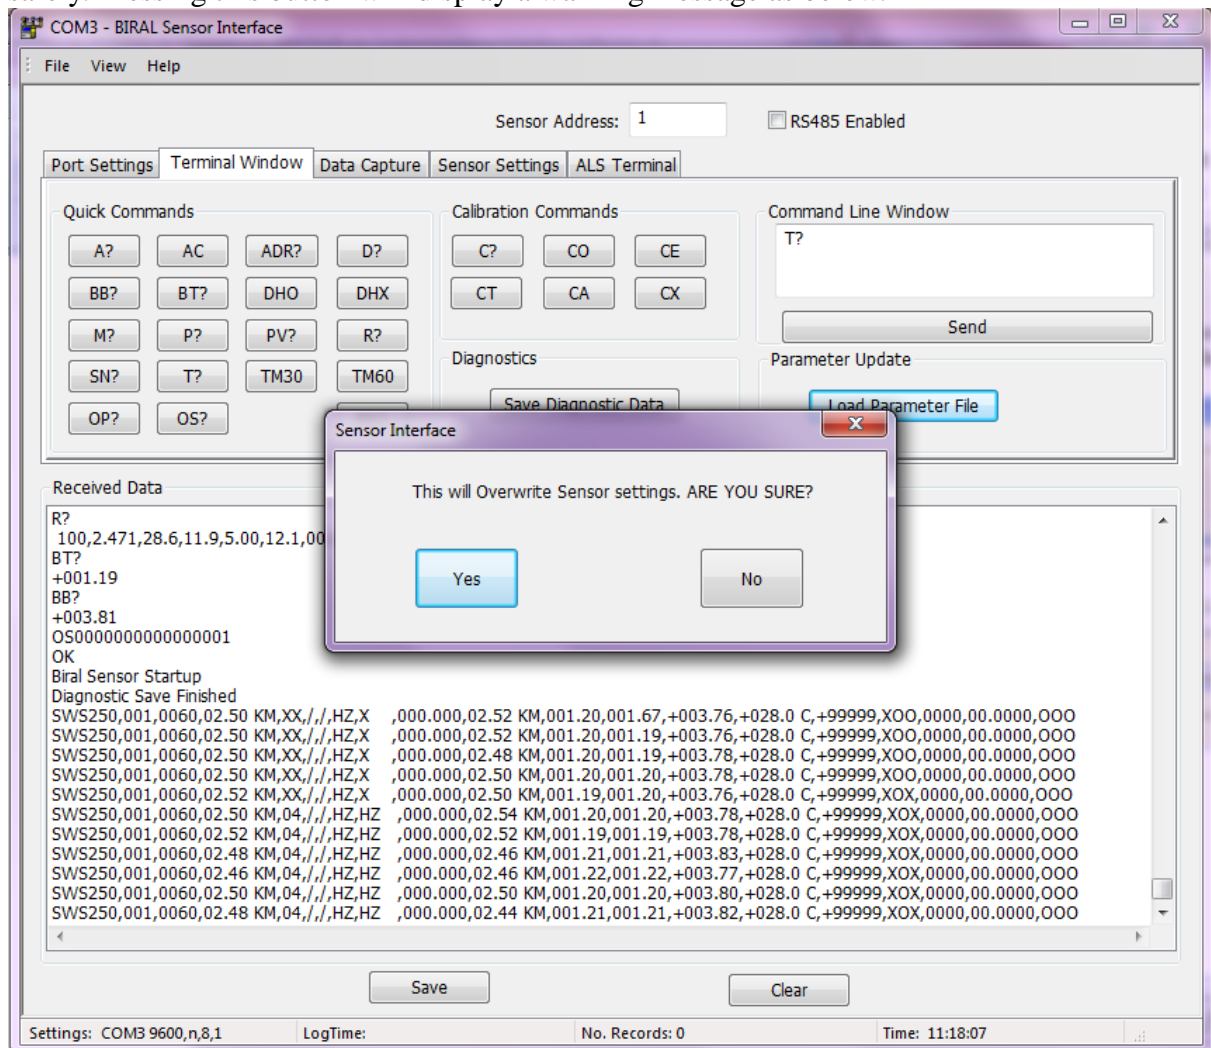 COM3 - BIRAL Sensor Interface
File View Help
Sensor Address: 1 RS485 Enabled
Port Settings Terminal Window Data Capture Sensor Settings ALS Terminal
Quick Commands Calibration Commands Command Line Window
A? AC ADR? D? C? CO CE T?
BB? BT? DHO DHX CT CA CX
M? P? PV? R? Send
Diagnostics Parameter Update
SN? T? TM30 TM60 Save Diagnostic Data Load Parameter File
OP? OS?
Sensor Interface
This will Overwrite Sensor settings. ARE YOU SURE?
Yes No
Received Data
R?
100,2.471,28.6,11.9,5.00,12.1,00
BT?
+001.19
BB?
+003.81
OS0000000000000001
OK
Biral Sensor Startup
Diagnostic Save Finished
SWS250,001,0060,02.50 KM,XX,/,/,HZ,X ,000.000,02.52 KM,001.20,001.67,+003.76,+028.0 C,+99999,XOO,0000,00.0000,OOO
SWS250,001,0060,02.50 KM,XX,/,/,HZ,X ,000.000,02.52 KM,001.20,001.19,+003.76,+028.0 C,+99999,XOO,0000,00.0000,OOO
SWS250,001,0060,02.50 KM,XX,/,/,HZ,X ,000.000,02.48 KM,001.20,001.19,+003.78,+028.0 C,+99999,XOO,0000,00.0000,OOO
SWS250,001,0060,02.50 KM,XX,/,/,HZ,X ,000.000,02.50 KM,001.20,001.20,+003.78,+028.0 C,+99999,XOO,0000,00.0000,OOO
SWS250,001,0060,02.52 KM,XX,/,/,HZ,X ,000.000,02.50 KM,001.19,001.20,+003.76,+028.0 C,+99999,XOX,0000,00.0000,OOO
SWS250,001,0060,02.50 KM,04,/,/,HZ,HZ ,000.000,02.54 KM,001.20,001.20,+003.78,+028.0 C,+99999,XOX,0000,00.0000,OOO
SWS250,001,0060,02.52 KM,04,/,/,HZ,HZ ,000.000,02.52 KM,001.19,001.19,+003.78,+028.0 C,+99999,XOX,0000,00.0000,OOO
SWS250,001,0060,02.48 KM,04,/,/,HZ,HZ ,000.000,02.46 KM,001.21,001.21,+003.83,+028.0 C,+99999,XOX,0000,00.0000,OOO
SWS250,001,0060,02.46 KM,04,/,/,HZ,HZ ,000.000,02.46 KM,001.22,001.22,+003.77,+028.0 C,+99999,XOX,0000,00.0000,OOO
SWS250,001,0060,02.50 KM,04,/,/,HZ,HZ ,000.000,02.50 KM,001.20,001.20,+003.80,+028.0 C,+99999,XOX,0000,00.0000,OOO
SWS250,001,0060,02.48 KM,04,/,/,HZ,HZ ,000.000,02.44 KM,001.21,001.21,+003.82,+028.0 C,+99999,XOX,0000,00.0000,OOO
Save Clear
Settings: COM3 9600,n,8,1 LogTime: No. Records: 0 Time: 11:18:07